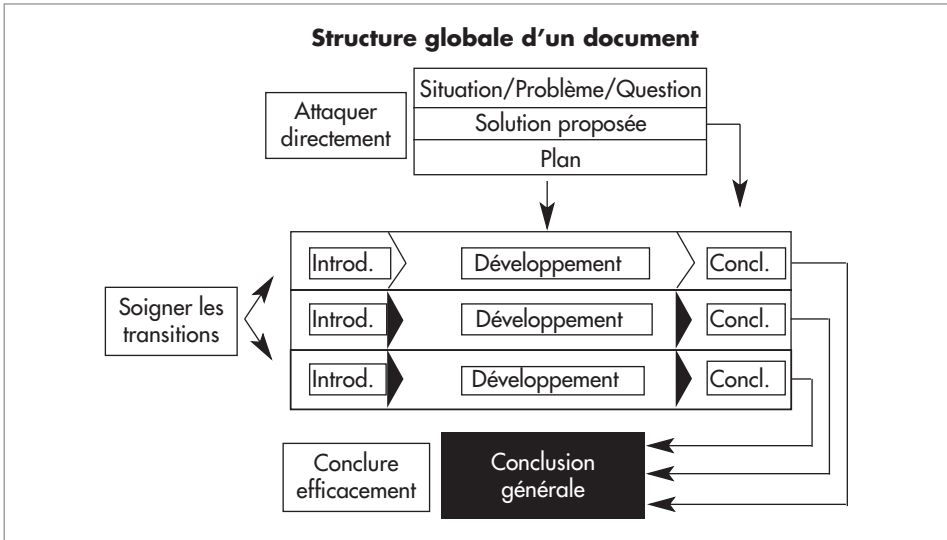 Structure globale d’un document
Situation/Problème/Question
Attaquer
directement
Solution proposée
Plan
Introd. Développement Concl.
Soigner les
transitions
Introd. Développement Concl.
Introd. Développement Concl.
Conclure
efficacement
Conclusion
générale